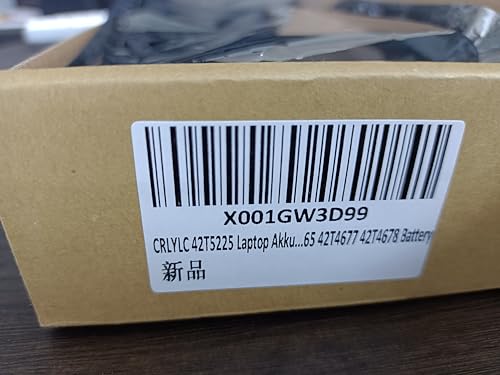 X001GW3D99
CRLYLC 42T5225 Laptop Akku...65 42T4677 42T4678 Battery
新品